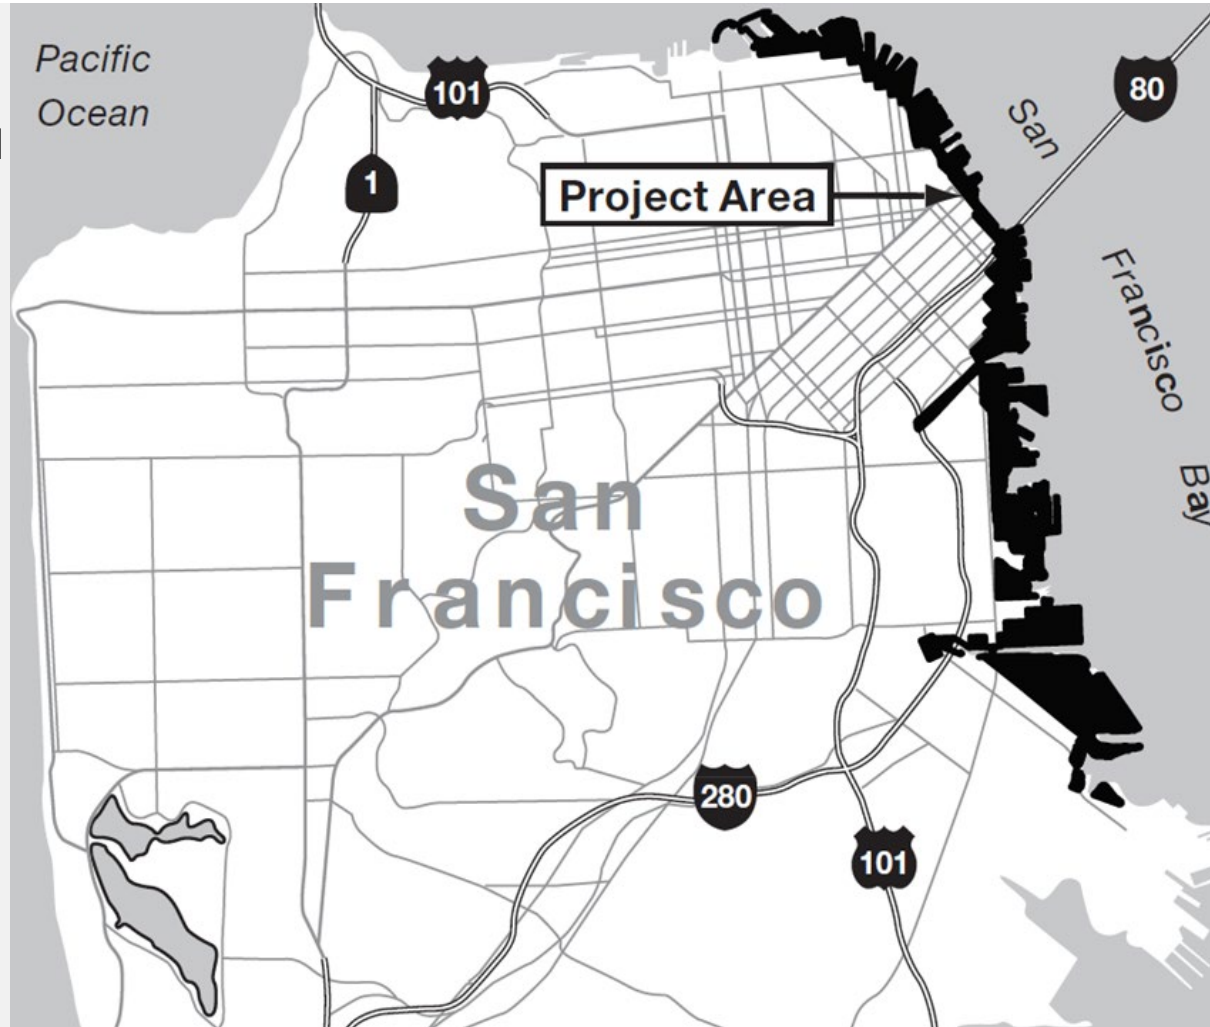 Pacific
Ocean
101
80
San
1
Project Area
Francisco
San
Bay
Francisco
280
101